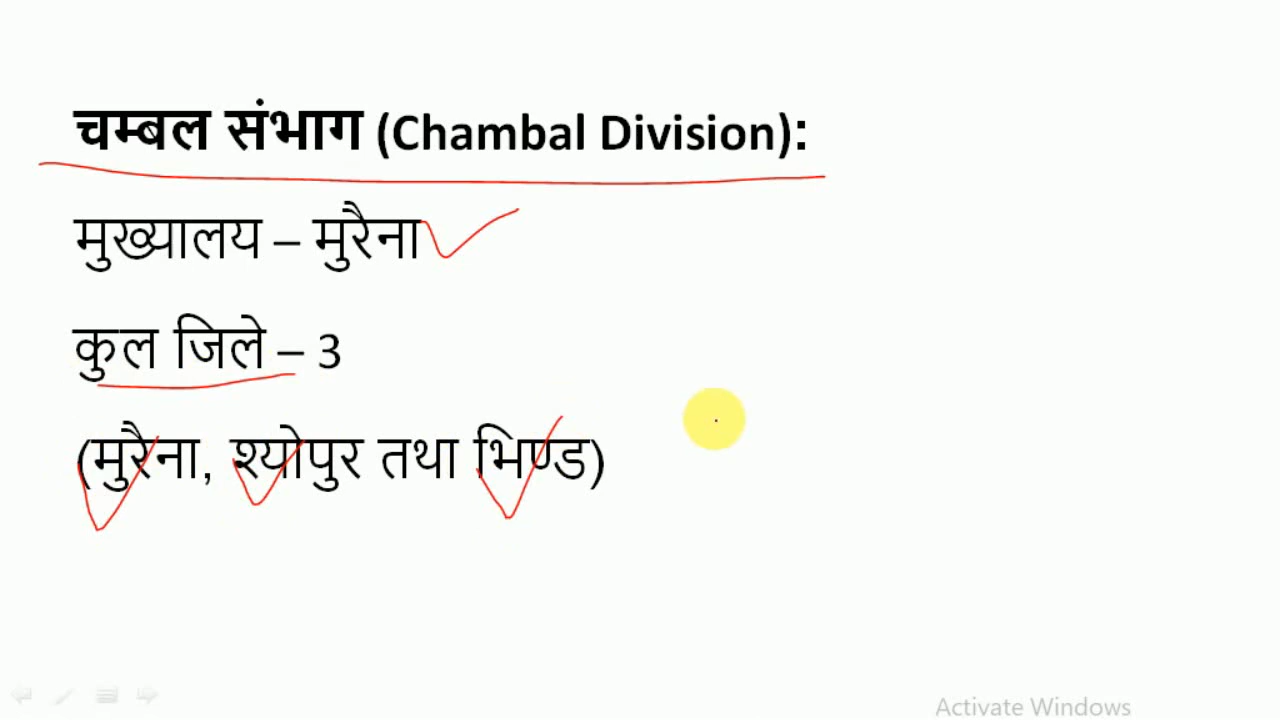 चम्बल संभाग (Chambal Division):
मुख्यालय – मुरैना
कुल जिले – 3
(मुरैना, श्योपुर तथा भिण्ड)
Activate Windows